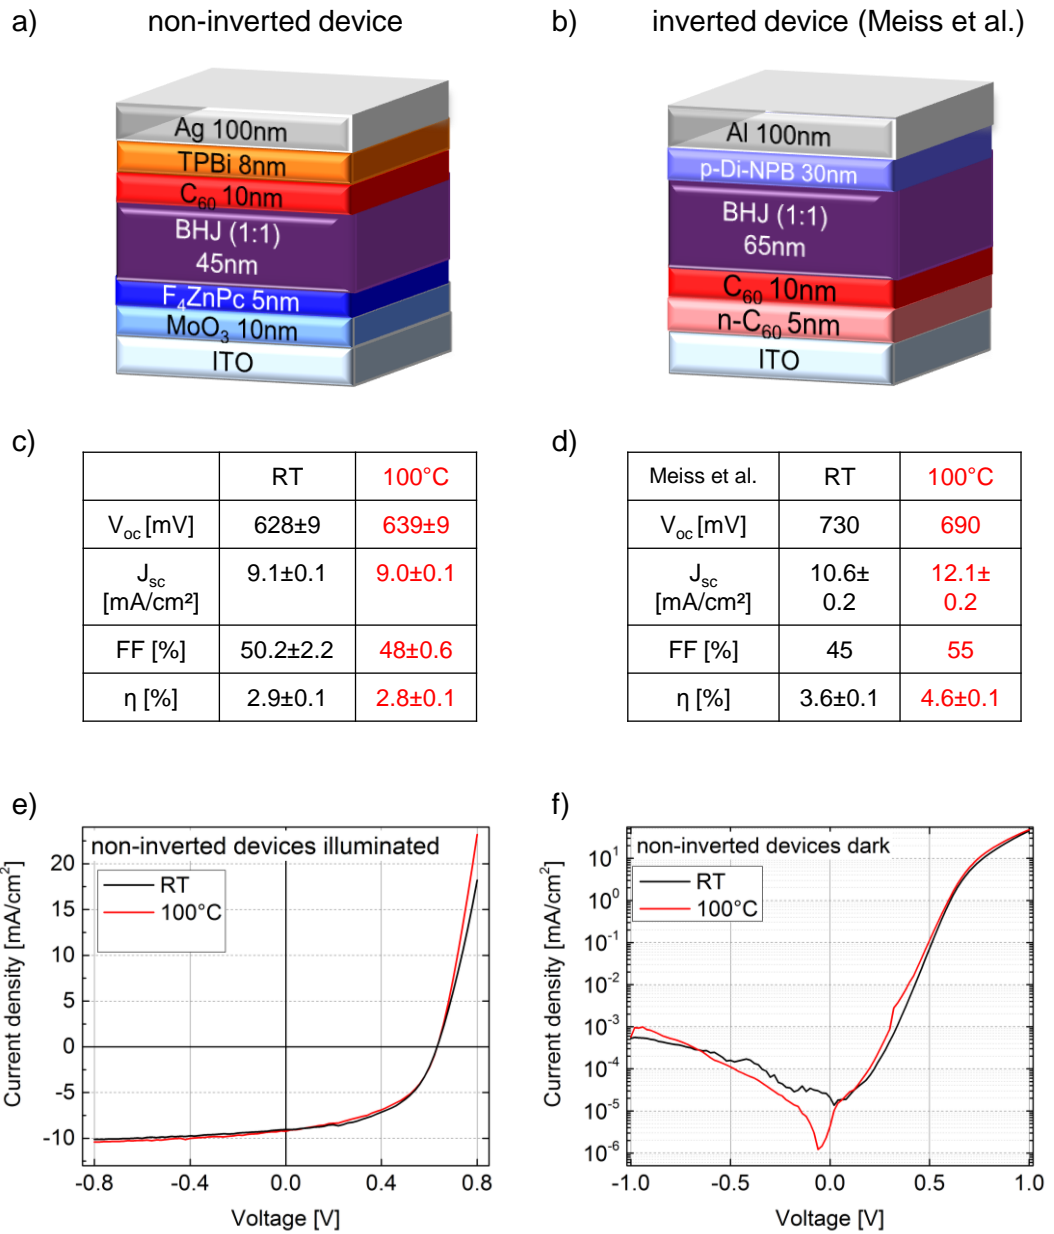 a)
non-inverted device
b)
inverted device (Meiss et al.)
Ag 100nm
TPBi 8nm
C₆₀ 10nm
BHJ (1:1)
45nm
F₄ZnPc 5nm
MoO₃ 10nm
ITO
Al 100nm
p-Di-NPB 30nm
BHJ (1:1)
65nm
C₆₀ 10nm
n-C₆₀ 5nm
ITO
c)
RT 100°C
Voc [mV] 628±9 639±9
Jsc [mA/cm²] 9.1±0.1 9.0±0.1
FF [%] 50.2±2.2 48±0.6
η [%] 2.9±0.1 2.8±0.1
d)
Meiss et al. RT 100°C
Voc [mV] 730 690
Jsc [mA/cm²] 10.6±0.2 12.1±0.2
FF [%] 45 55
η [%] 3.6±0.1 4.6±0.1
e)
non-inverted devices illuminated
RT
100°C
Current density [mA/cm²]
20
15
10
5
0
-5
-10
-0.8 -0.4 0.0 0.4 0.8
Voltage [V]
f)
non-inverted devices dark
RT
100°C
Current density [mA/cm²]
10¹
10⁰
10⁻¹
10⁻²
10⁻³
10⁻⁴
10⁻⁵
10⁻⁶
-1.0 -0.5 0.0 0.5 1.0
Voltage [V]